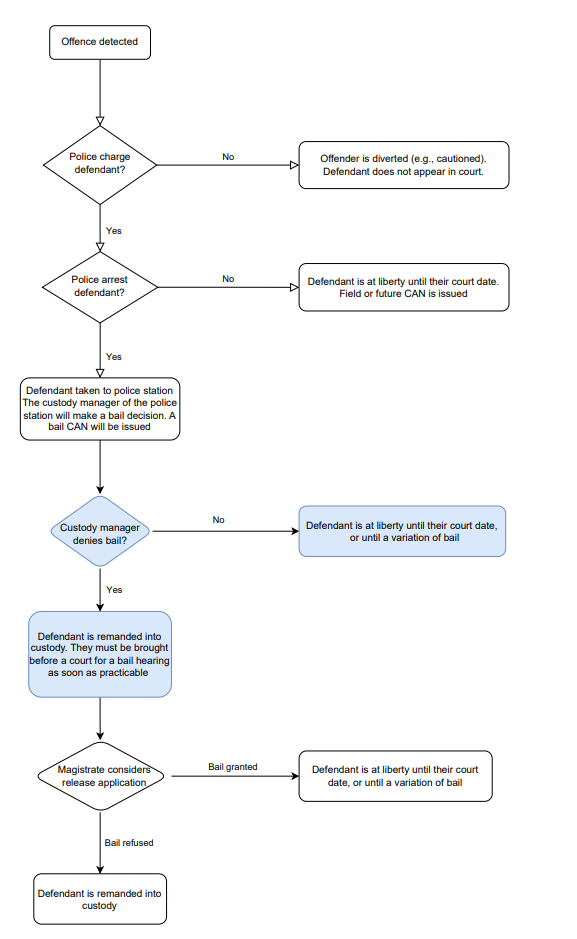 Offence detected
Police charge
defendant?
No
Offender is diverted (e.g., cautioned).
Defendant does not appear in court.
Yes
Police arrest
defendant?
No
Defendant is at liberty until their court date.
Field or future CAN is issued
Yes
Defendant taken to police station
The custody manager of the police
station will make a bail decision. A
bail CAN will be issued
Custody manager
denies bail?
No
Defendant is at liberty until their court date,
or until a variation of bail
Yes
Defendant is remanded into
custody. They must be brought
before a court for a bail hearing
as soon as practicable
Magistrate considers
release application
Bail granted
Defendant is at liberty until their court
date, or until a variation of bail
Bail refused
Defendant is remanded into
custody